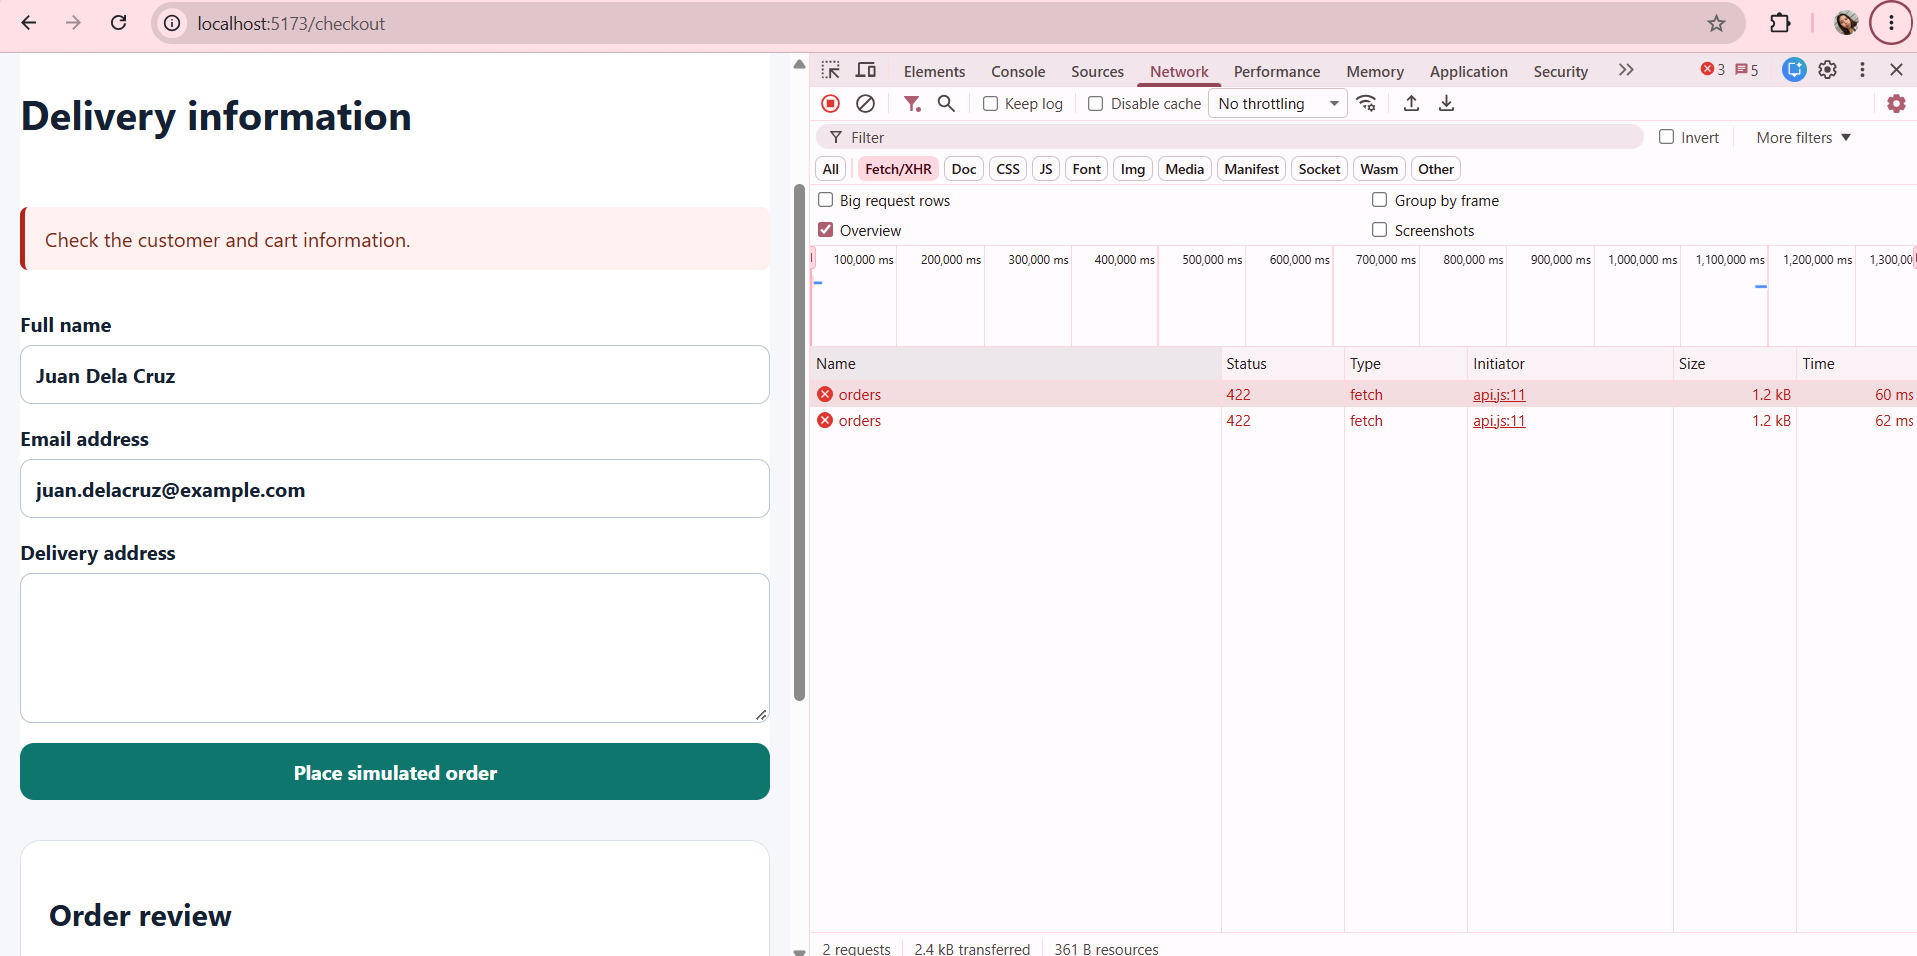 localhost:5173/checkout
Delivery information
Check the customer and cart information.
Full name
Juan Dela Cruz
Email address
juan.delacruz@example.com
Delivery address
Place simulated order
Order review
Elements Console Sources Network Performance Memory Application Security 3 5
Keep log Disable cache No throttling
Filter Invert More filters
All Fetch/XHR Doc CSS JS Font Img Media Manifest Socket Wasm Other
Big request rows Group by frame
Overview Screenshots
100,000 ms 200,000 ms 300,000 ms 400,000 ms 500,000 ms 600,000 ms 700,000 ms 800,000 ms 900,000 ms 1,000,000 ms 1,100,000 ms 1,200,000 ms 1,300,00
Name Status Type Initiator Size Time
orders 422 fetch api.js:11 1.2 kB 60 ms
orders 422 fetch api.js:11 1.2 kB 62 ms
2 requests 2.4 kB transferred 361 B resources